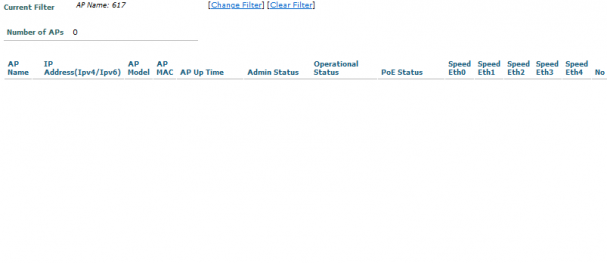 Current Filter AP Name: 617 [Change Filter] [Clear Filter]
Number of APs 0
AP Name IP Address(Ipv4/Ipv6) AP Model AP MAC AP Up Time Admin Status Operational Status PoE Status Speed Eth0 Speed Eth1 Speed Eth2 Speed Eth3 Speed Eth4 No